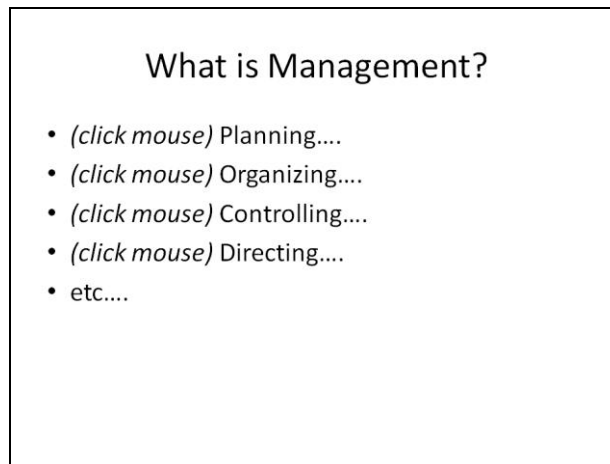 What is Management?
• (click mouse) Planning....
• (click mouse) Organizing....
• (click mouse) Controlling....
• (click mouse) Directing....
• etc....